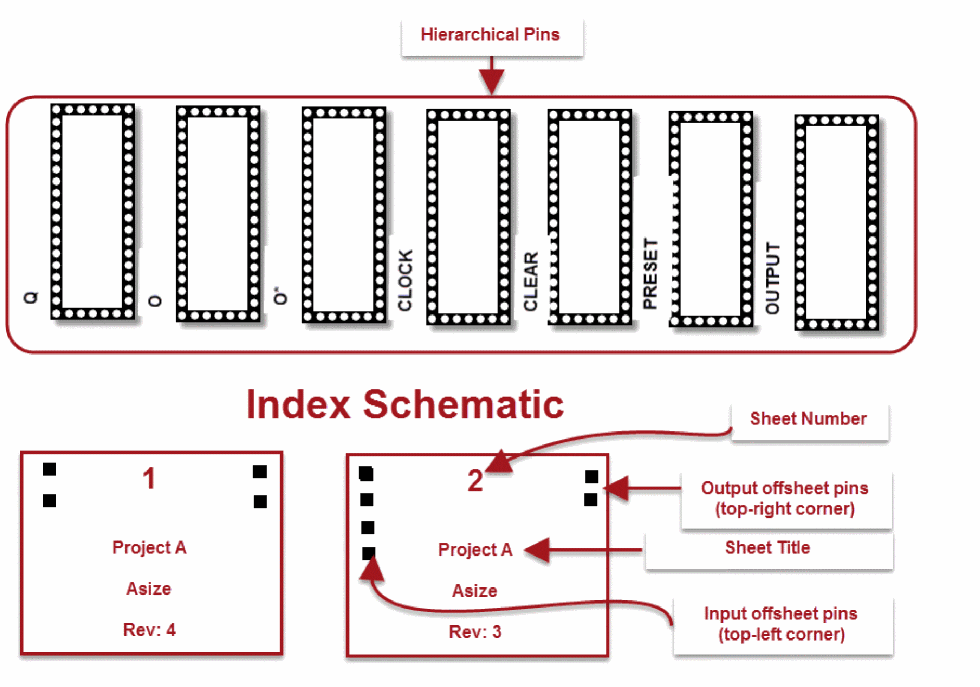 Hierarchical Pins
Q
O
O*
CLOCK
CLEAR
PRESET
OUTPUT
Index Schematic
Sheet Number
1
2
Output offsheet pins
(top-right corner)
Project A
Project A
Sheet Title
Asize
Asize
Input offsheet pins
(top-left corner)
Rev: 4
Rev: 3